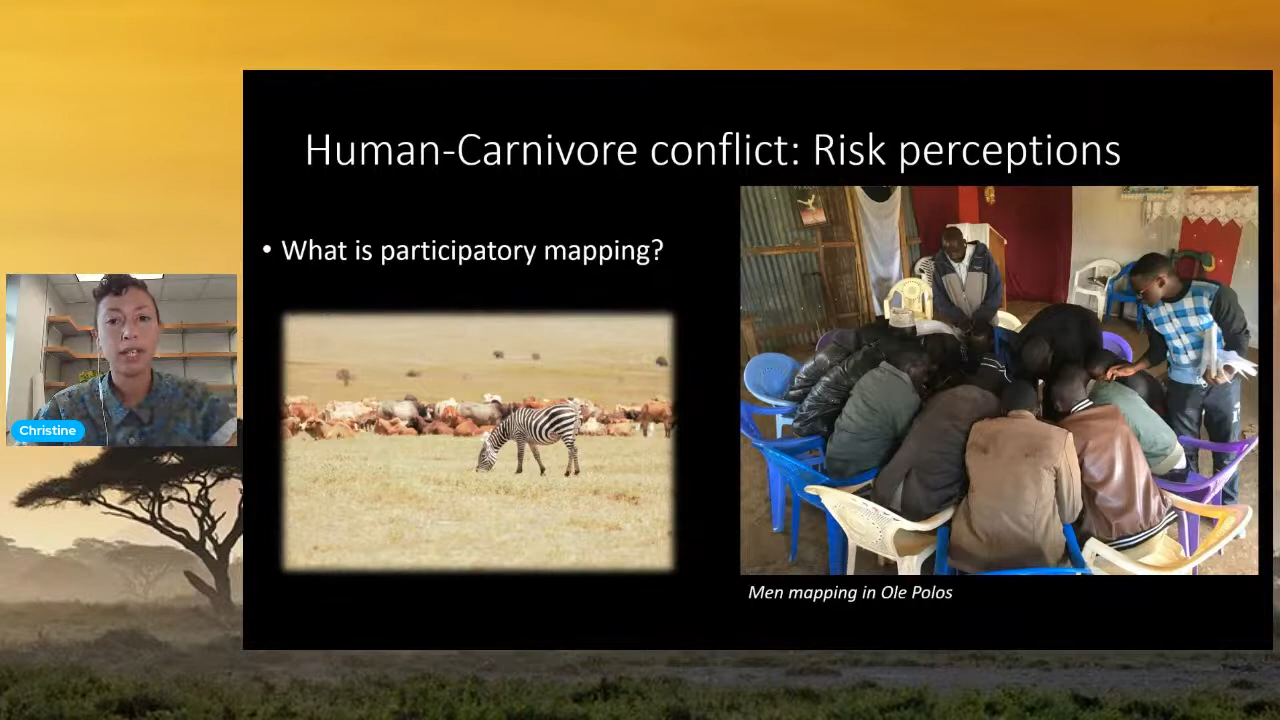 Human-Carnivore conflict: Risk perceptions
• What is participatory mapping?
Christine
Men mapping in Ole Polos